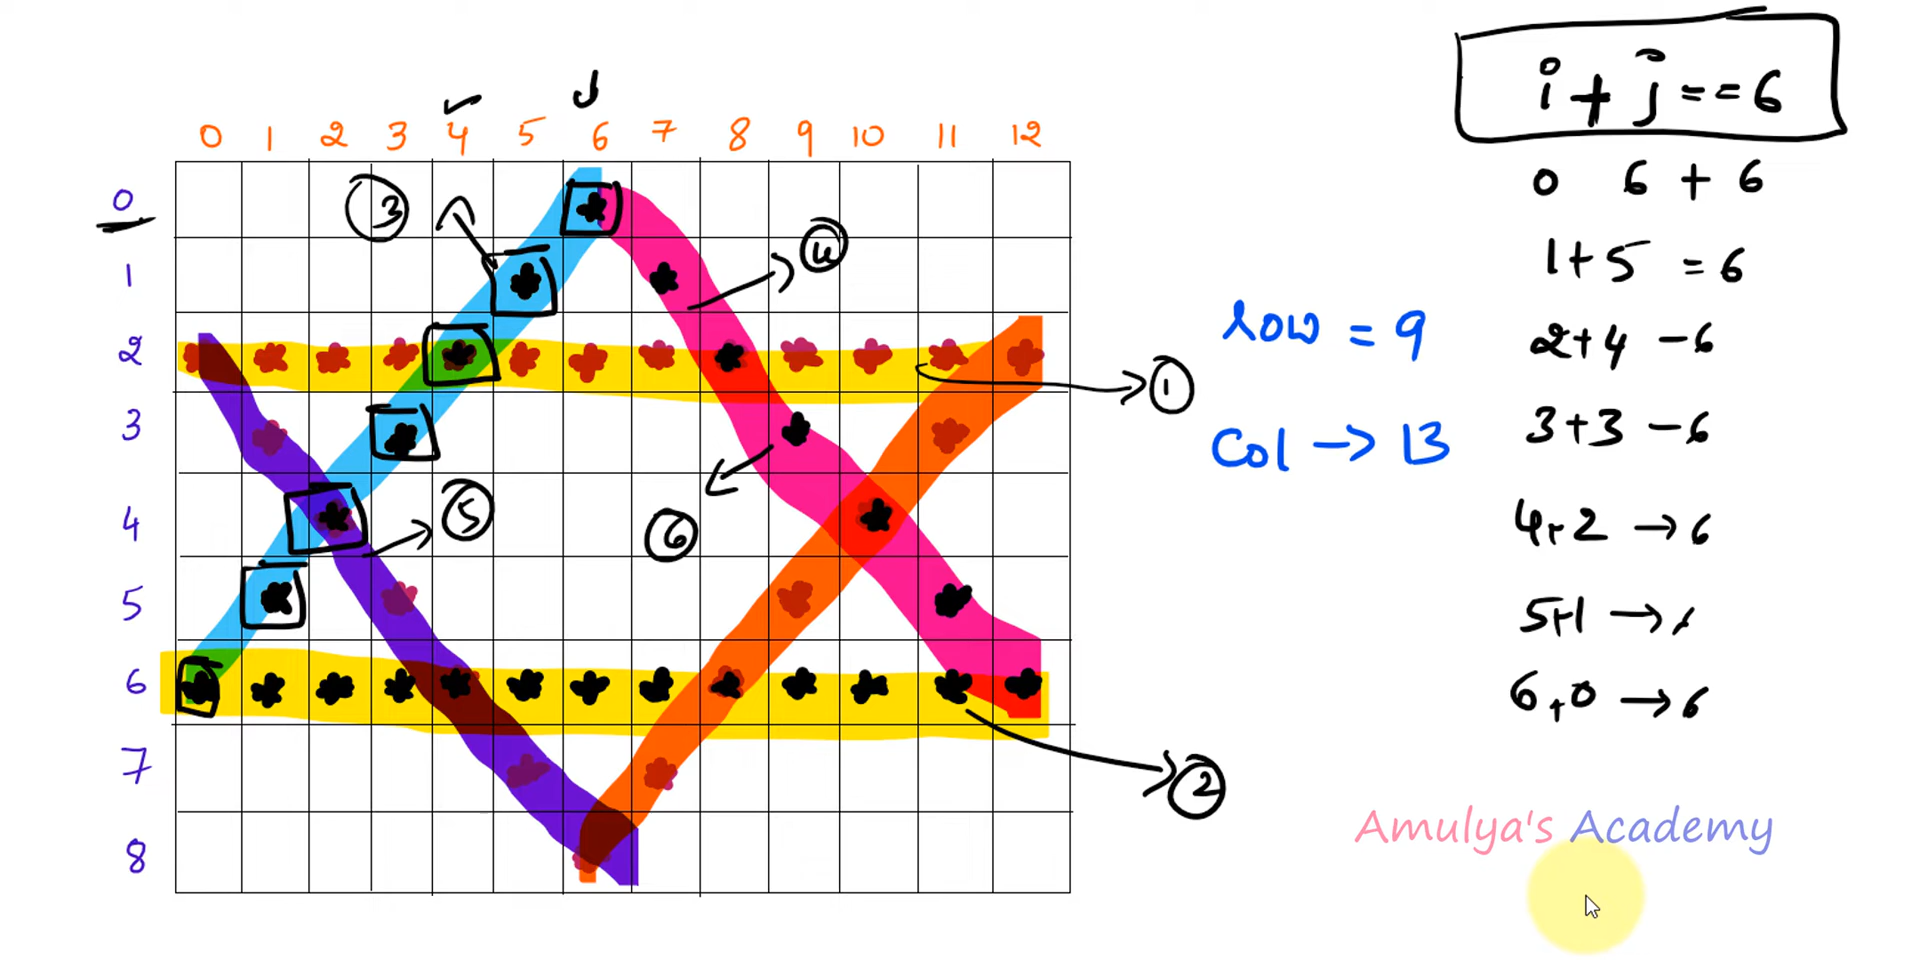 i + j == 6
0 1 2 3 4 5 6 7 8 9 10 11 12
0
1
2
3
4
5
6
7
8
3
4
1
5
6
2
row = 9
Col → 13
0 6 + 6
1+5 = 6
2+4 - 6
3+3 - 6
4+2 → 6
5+1 →
6+0 → 6
Amulya's Academy